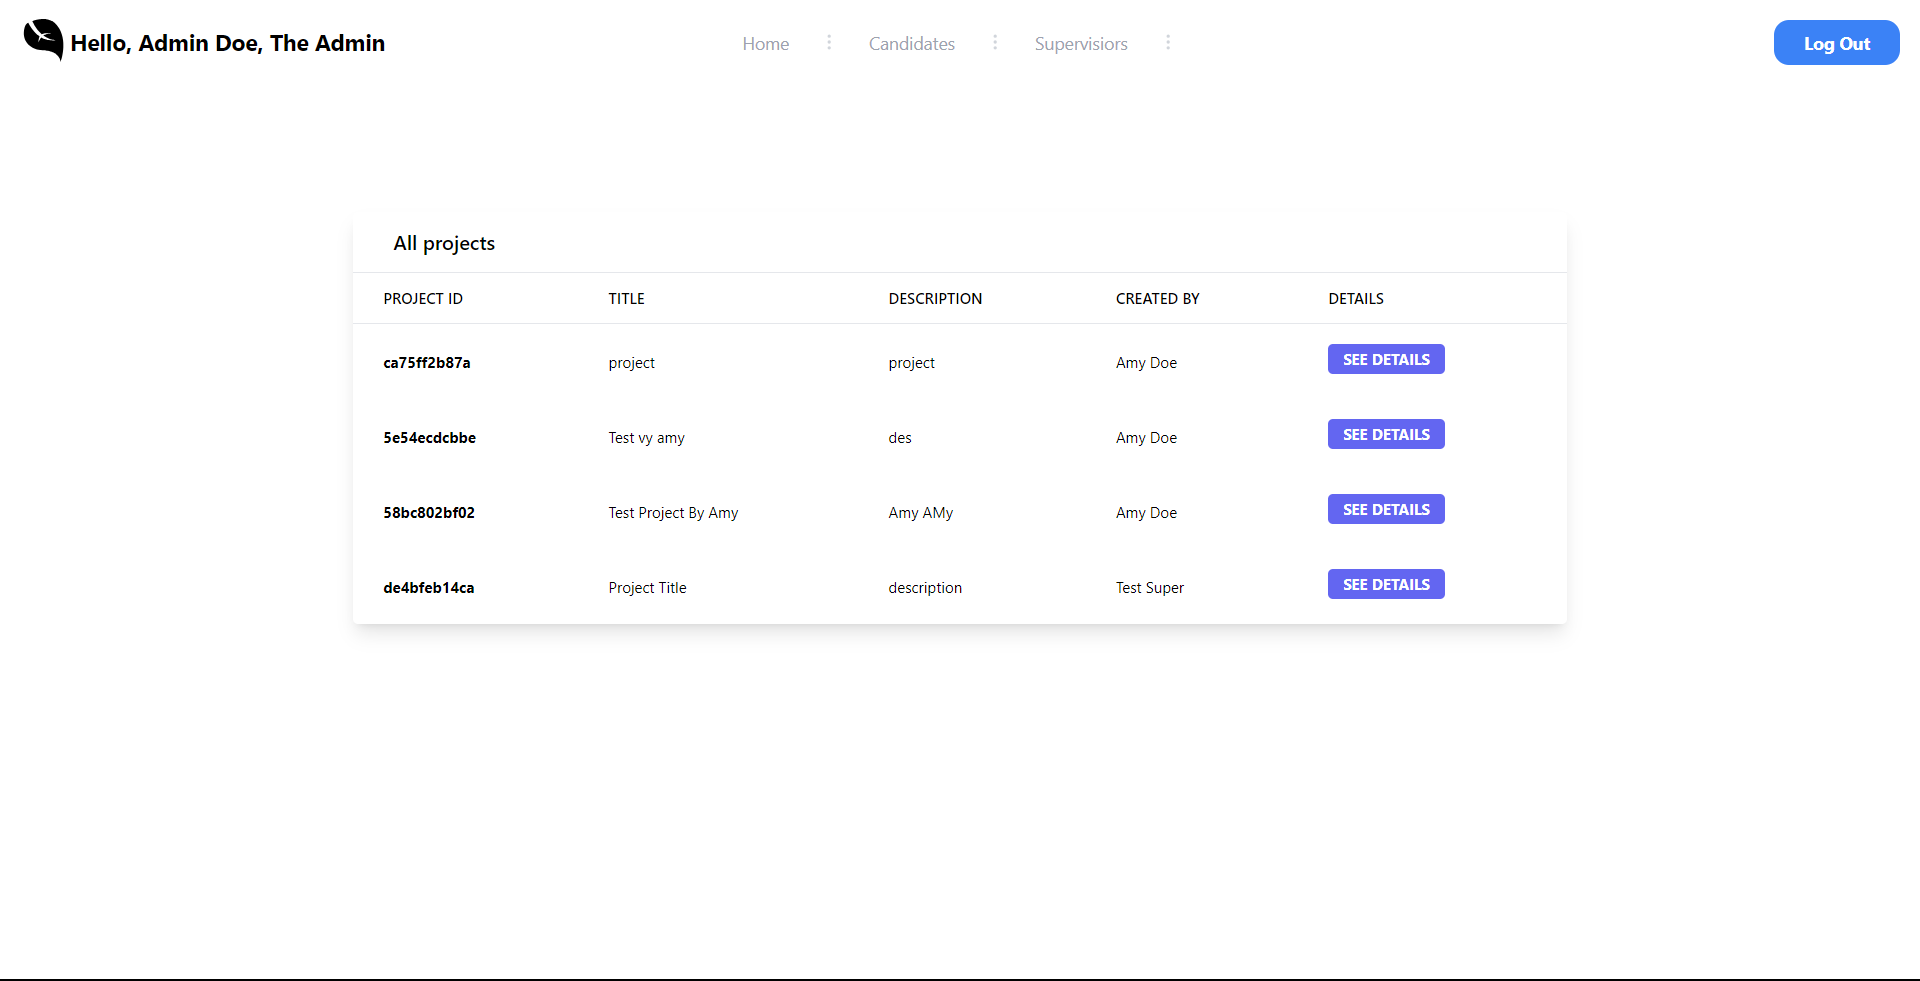 Hello, Admin Doe, The Admin
Home
Candidates
Supervisiors
Log Out
All projects
PROJECT ID TITLE DESCRIPTION CREATED BY DETAILS
ca75ff2b87a project project Amy Doe SEE DETAILS
5e54ecdcbbe Test vy amy des Amy Doe SEE DETAILS
58bc802bf02 Test Project By Amy Amy AMy Amy Doe SEE DETAILS
de4bfeb14ca Project Title description Test Super SEE DETAILS